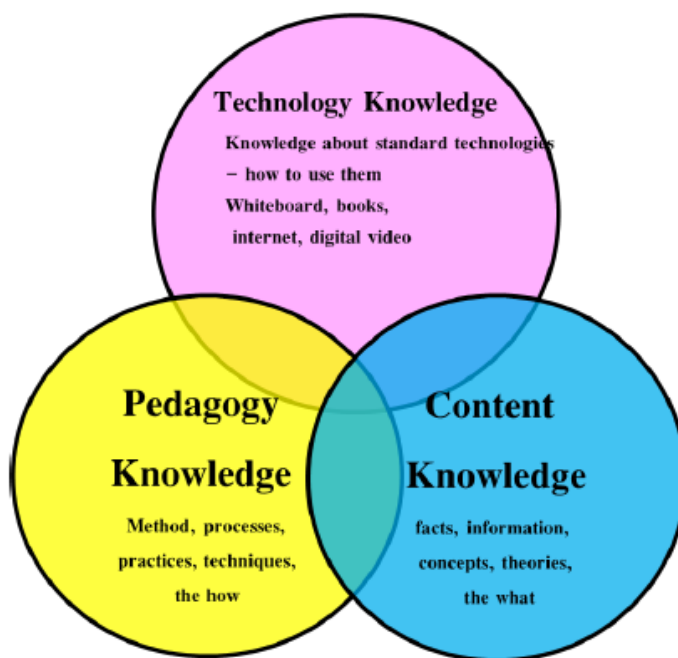 Technology Knowledge
Knowledge about standard technologies
– how to use them
Whiteboard, books,
internet, digital video
Pedagogy
Knowledge
Method, processes,
practices, techniques,
the how
Content
Knowledge
facts, information,
concepts, theories,
the what